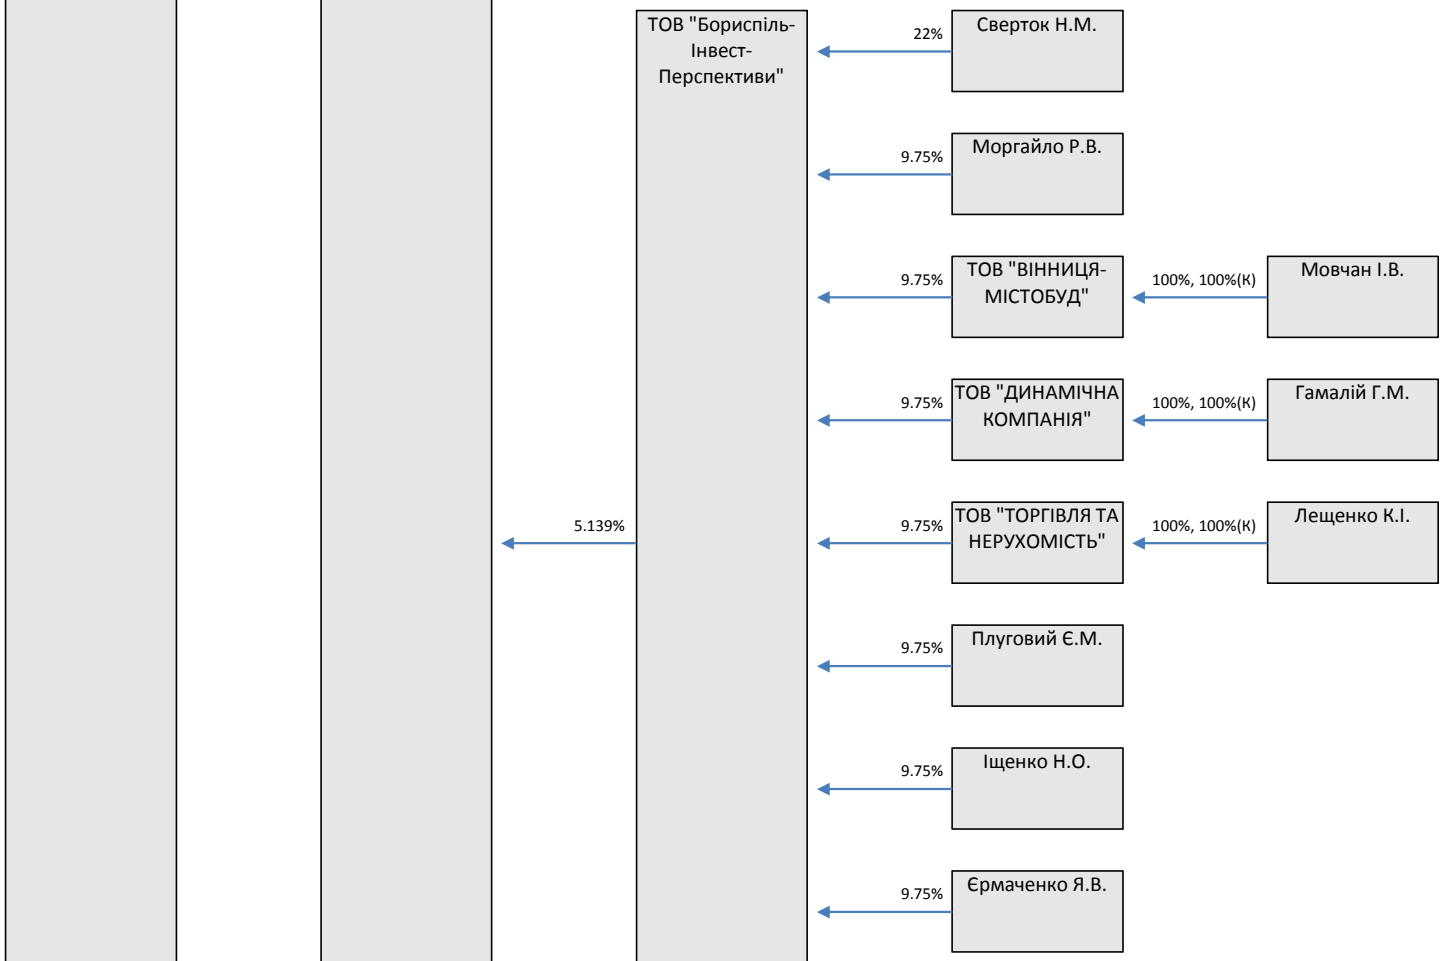 ТОВ "Бориспіль-
Інвест-
Перспективи"
22%
Сверток Н.М.
9.75%
Моргайло Р.В.
9.75%
ТОВ "ВІННИЦЯ-
МІСТОБУД"
100%, 100%(К)
Мовчан І.В.
9.75%
ТОВ "ДИНАМІЧНА
КОМПАНІЯ"
100%, 100%(К)
Гамалій Г.М.
5.139%
9.75%
ТОВ "ТОРГІВЛЯ ТА
НЕРУХОМІСТЬ"
100%, 100%(К)
Лещенко К.І.
9.75%
Плуговий Є.М.
9.75%
Іщенко Н.О.
9.75%
Єрмаченко Я.В.